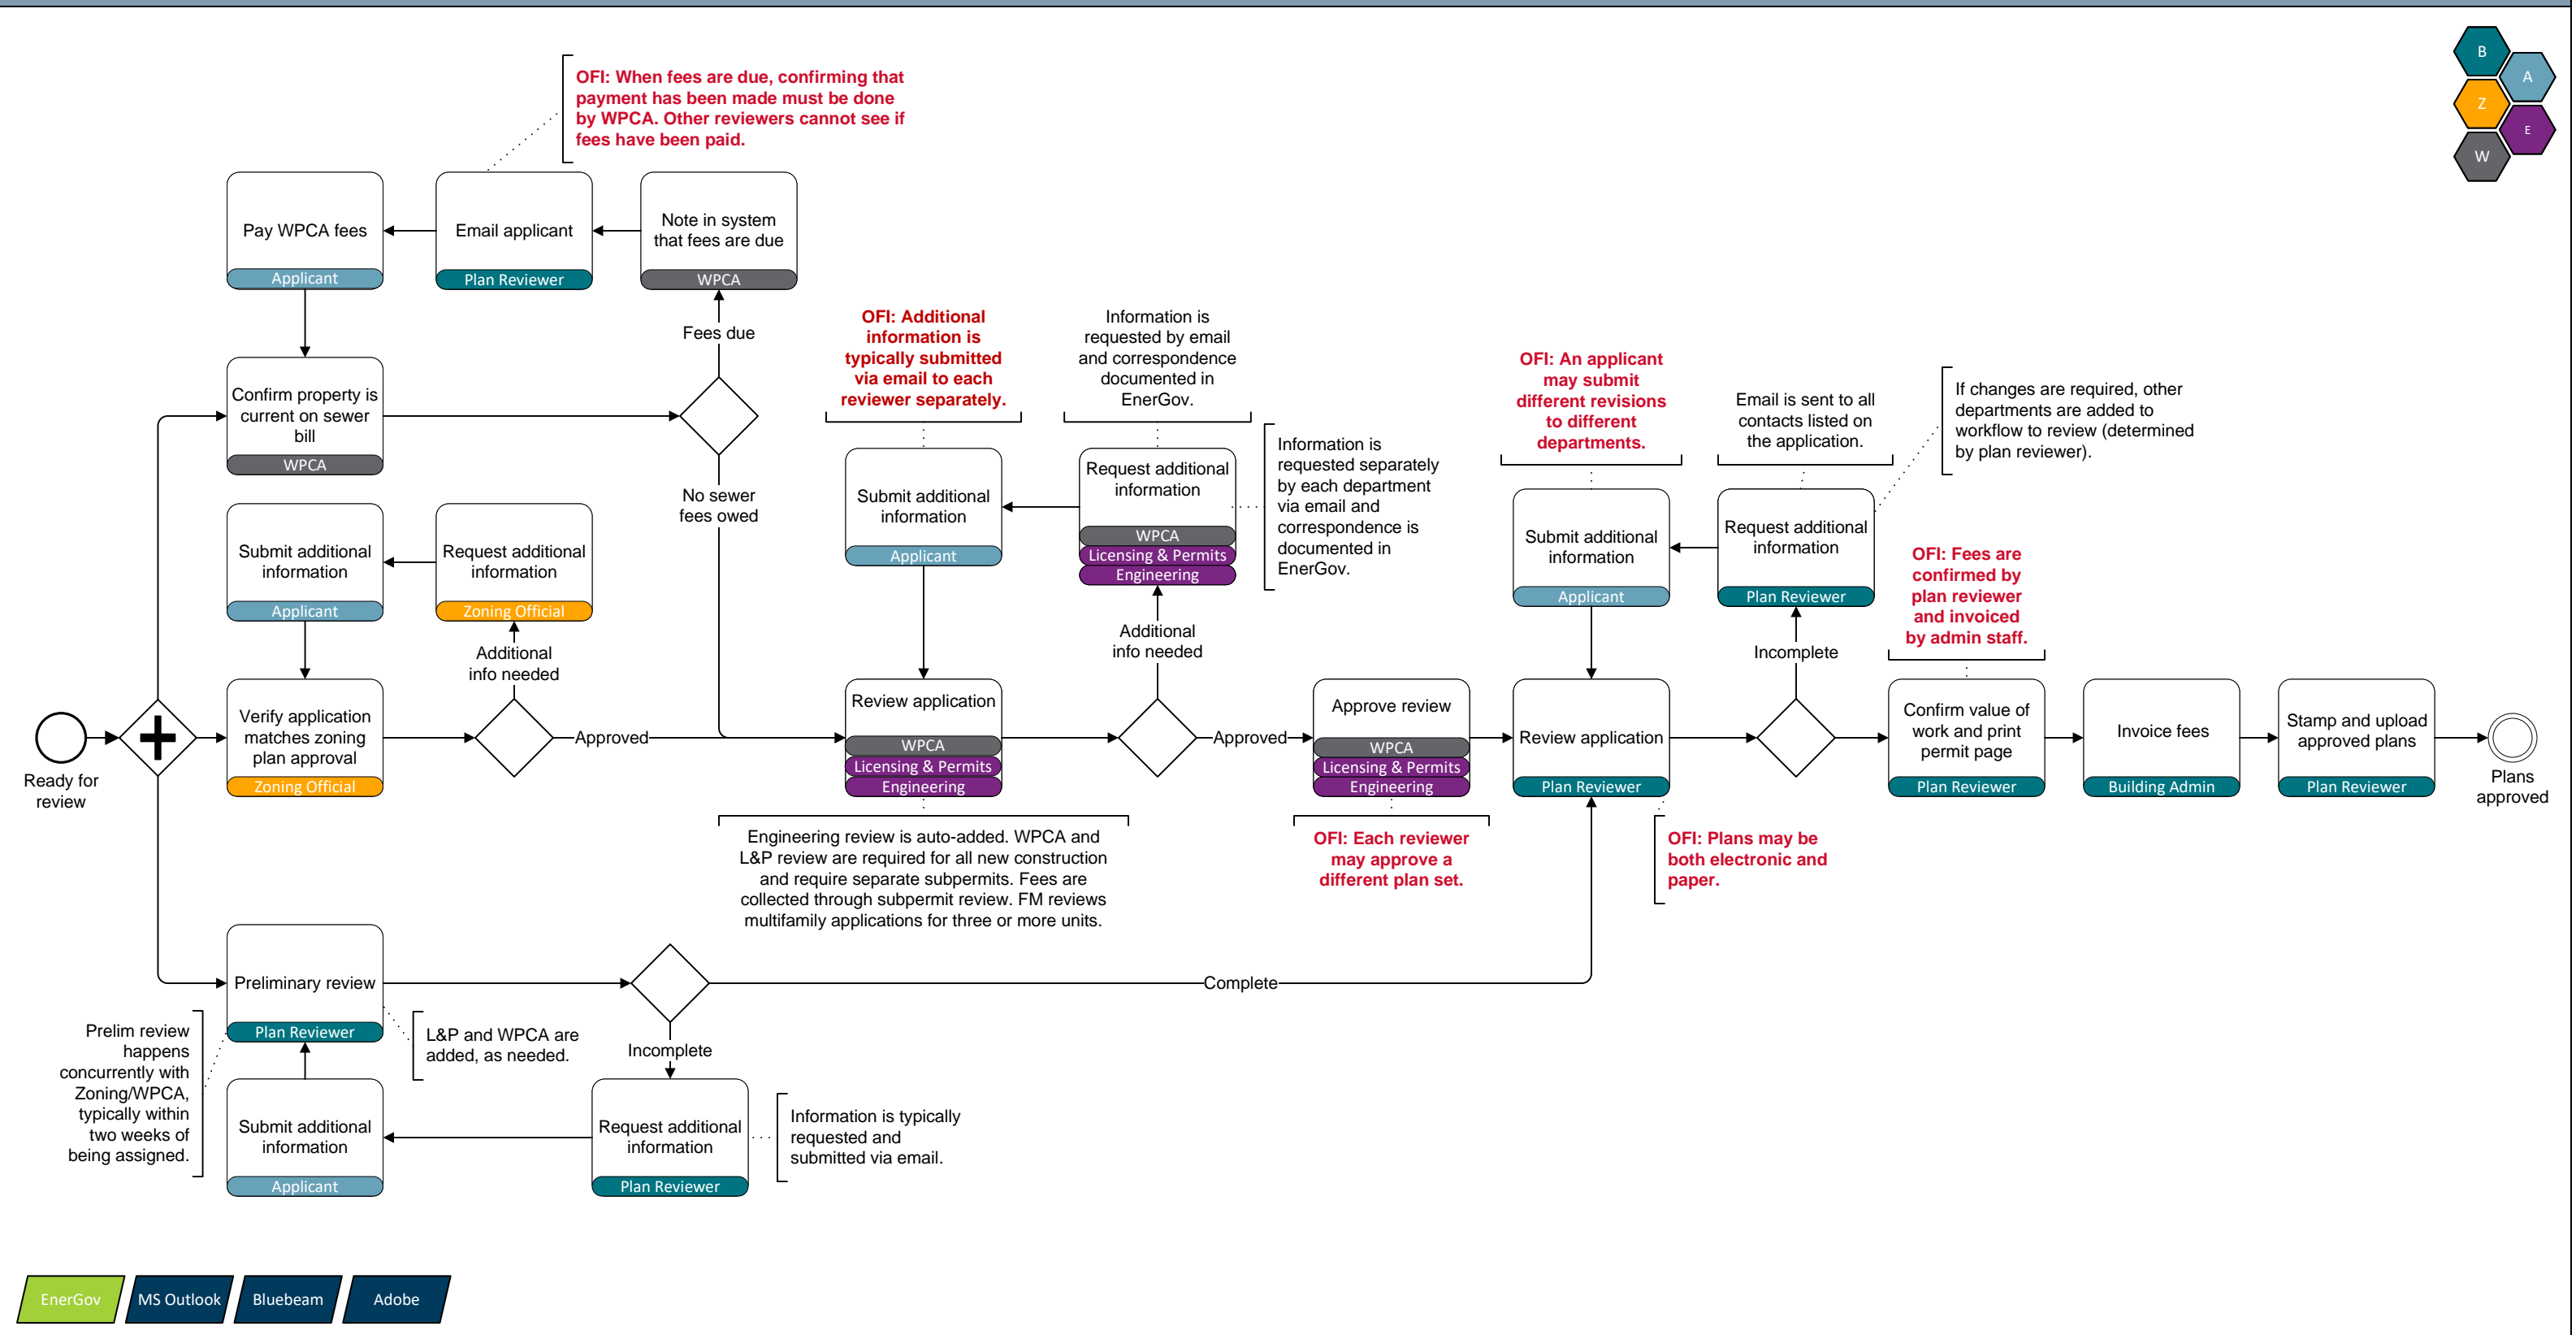 B
A
Z
E
W
OFI: When fees are due, confirming that
payment has been made must be done
by WPCA. Other reviewers cannot see if
fees have been paid.
Pay WPCA fees
Applicant
Email applicant
Plan Reviewer
Note in system
that fees are due
WPCA
Fees due
Confirm property is
current on sewer
bill
WPCA
No sewer
fees owed
Submit additional
information
Applicant
Request additional
information
Zoning Official
Additional
info needed
Ready for
review
Verify application
matches zoning
plan approval
Zoning Official
Approved
OFI: Additional
information is
typically submitted
via email to each
reviewer separately.
Information is
requested by email
and correspondence
documented in
EnerGov.
Submit additional
information
Applicant
Request additional
information
WPCA
Licensing & Permits
Engineering
Information is
requested separately
by each department
via email and
correspondence is
documented in
EnerGov.
Additional
info needed
Review application
WPCA
Licensing & Permits
Engineering
Engineering review is auto-added. WPCA and
L&P review are required for all new construction
and require separate subpermits. Fees are
collected through subpermit review. FM reviews
multifamily applications for three or more units.
Approved
Approve review
WPCA
Licensing & Permits
Engineering
OFI: Each reviewer
may approve a
different plan set.
OFI: An applicant
may submit
different revisions
to different
departments.
Email is sent to all
contacts listed on
the application.
If changes are required, other
departments are added to
workflow to review (determined
by plan reviewer).
Submit additional
information
Applicant
Request additional
information
Plan Reviewer
Incomplete
Review application
Plan Reviewer
OFI: Plans may be
both electronic and
paper.
OFI: Fees are
confirmed by
plan reviewer
and invoiced
by admin staff.
Confirm value of
work and print
permit page
Plan Reviewer
Invoice fees
Building Admin
Stamp and upload
approved plans
Plan Reviewer
Plans
approved
Preliminary review
Plan Reviewer
Complete
Incomplete
L&P and WPCA are
added, as needed.
Prelim review
happens
concurrently with
Zoning/WPCA,
typically within
two weeks of
being assigned.
Submit additional
information
Applicant
Request additional
information
Plan Reviewer
Information is typically
requested and
submitted via email.
EnerGov
MS Outlook
Bluebeam
Adobe